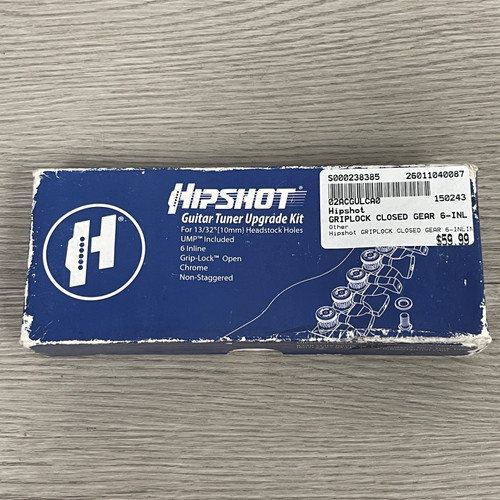 HIPSHOT®
Guitar Tuner Upgrade Kit
For 13/32"(10mm) Headstock Holes
UMP™ Included
6 Inline
Grip-Lock™ Open
Chrome
Non-Staggered
H
S000238385 26011040087
02ACGULCA0 150243
Hipshot
GRIPLOCK CLOSED GEAR 6-INL
Other
Hipshot GRIPLOCK CLOSED GEAR 6-INLIN
$59.99